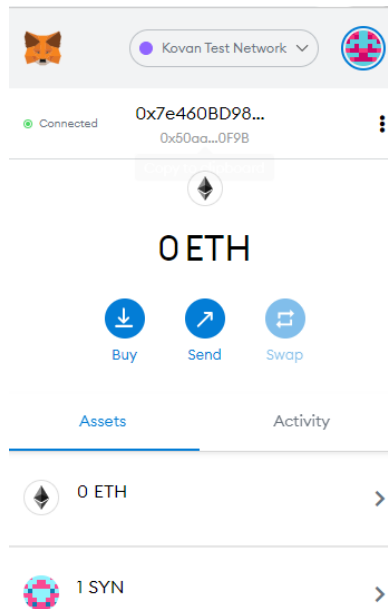 Kovan Test Network
Connected
0x7e460BD98...
0x50aa...0F9B
0 ETH
Buy Send Swap
Assets Activity
0 ETH
1 SYN